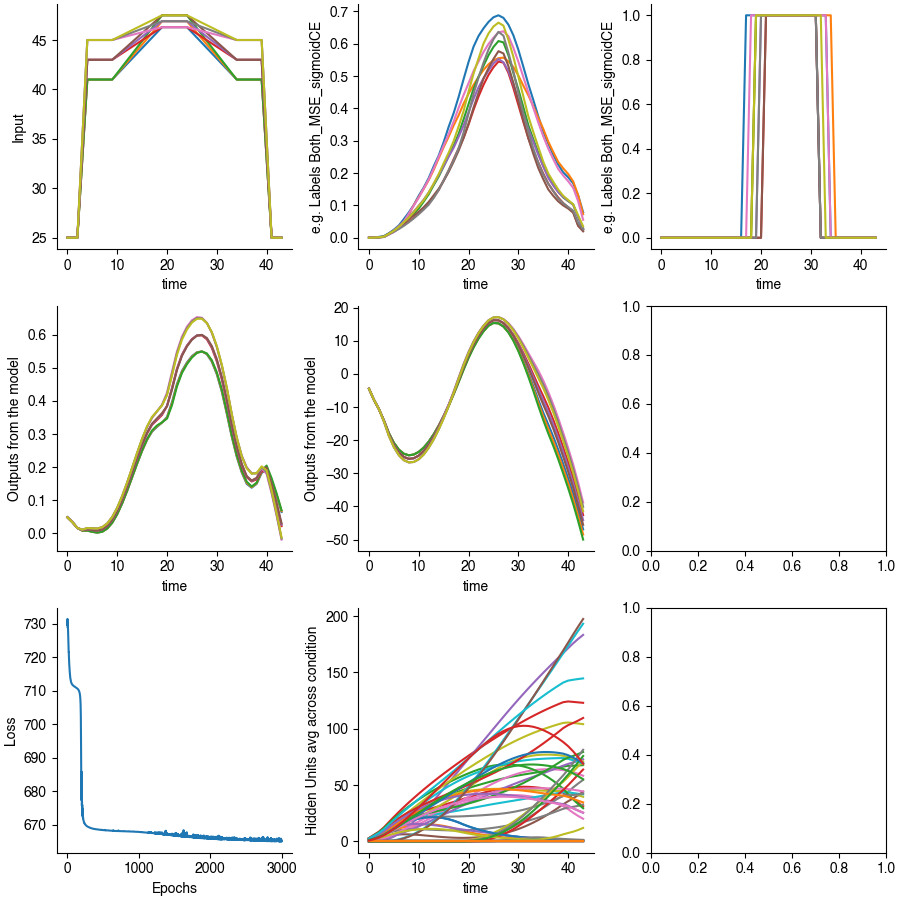 45
40
35
30
25
Input
0 10 20 30 40
time
0.7
0.6
0.5
0.4
0.3
0.2
0.1
0.0
e.g. Labels Both_MSE_sigmoidCE
0 10 20 30 40
time
1.0
0.8
0.6
0.4
0.2
0.0
e.g. Labels Both_MSE_sigmoidCE
0 10 20 30 40
time
0.6
0.5
0.4
0.3
0.2
0.1
0.0
Outputs from the model
0 10 20 30 40
time
20
10
0
−10
−20
−30
−40
−50
Outputs from the model
0 10 20 30 40
time
1.0
0.8
0.6
0.4
0.2
0.0
0.0 0.2 0.4 0.6 0.8 1.0
730
720
710
700
690
680
670
Loss
0 1000 2000 3000
Epochs
200
150
100
50
0
Hidden Units avg across condition
0 10 20 30 40
time
1.0
0.8
0.6
0.4
0.2
0.0
0.0 0.2 0.4 0.6 0.8 1.0